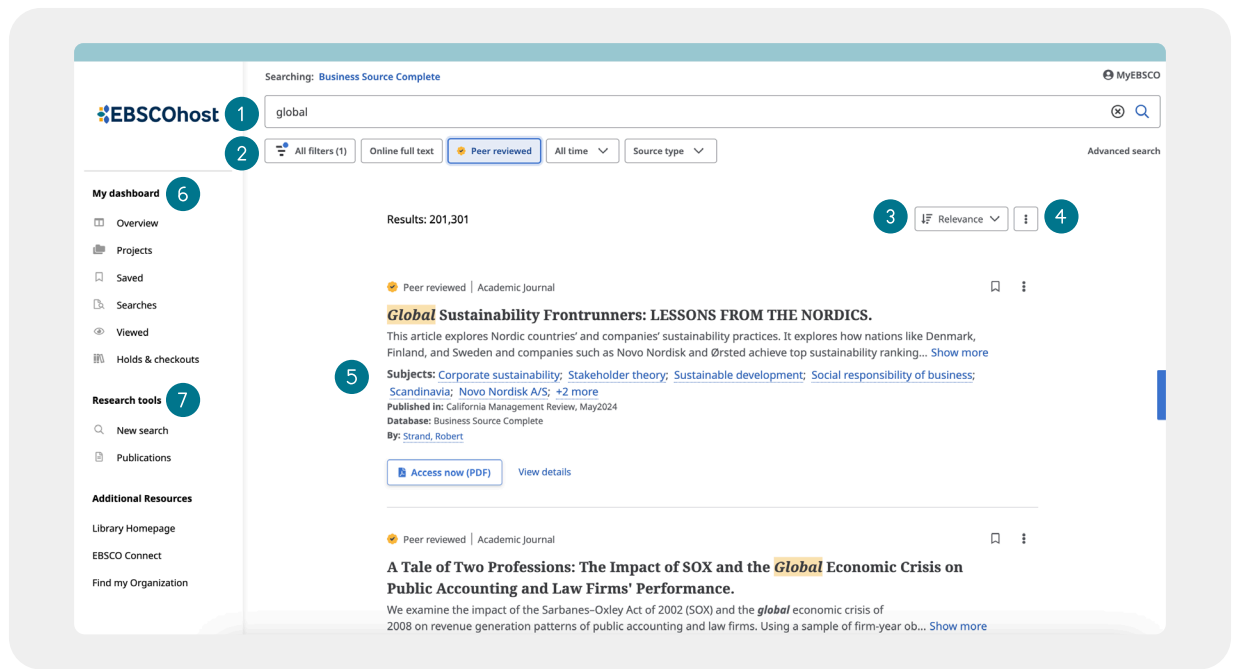 Searching: Business Source Complete
MyEBSCO
EBSCOhost
1
global
2
All filters (1)
Online full text
Peer reviewed
All time
Source type
Advanced search
My dashboard
6
Overview
Projects
Saved
Searches
Viewed
Holds & checkouts
Research tools
7
New search
Publications
Additional Resources
Library Homepage
EBSCO Connect
Find my Organization
Results: 201,301
3
Relevance
4
Peer reviewed | Academic Journal
Global Sustainability Frontrunners: LESSONS FROM THE NORDICS.
This article explores Nordic countries' and companies' sustainability practices. It explores how nations like Denmark,
Finland, and Sweden and companies such as Novo Nordisk and Ørsted achieve top sustainability ranking... Show more
5
Subjects: Corporate sustainability; Stakeholder theory; Sustainable development; Social responsibility of business;
Scandinavia; Novo Nordisk A/S; +2 more
Published in: California Management Review, May2024
Database: Business Source Complete
By: Strand, Robert
Access now (PDF)
View details
Peer reviewed | Academic Journal
A Tale of Two Professions: The Impact of SOX and the Global Economic Crisis on
Public Accounting and Law Firms' Performance.
We examine the impact of the Sarbanes–Oxley Act of 2002 (SOX) and the global economic crisis of
2008 on revenue generation patterns of public accounting and law firms. Using a sample of firm-year ob... Show more